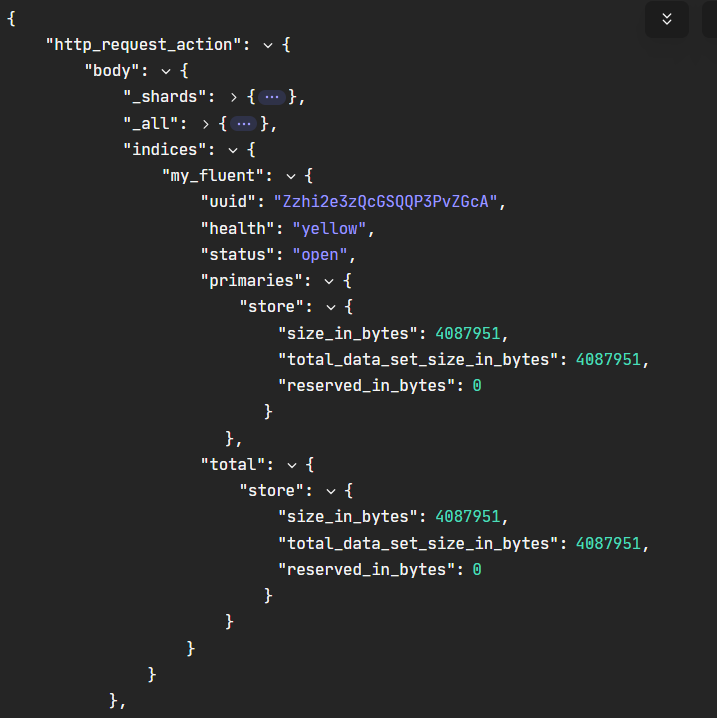 {
"http_request_action": {
"body": {
"_shards": {...},
"_all": {...},
"indices": {
"my_fluent": {
"uuid": "Zzhi2e3zQcGSQQP3PvZGcA",
"health": "yellow",
"status": "open",
"primaries": {
"store": {
"size_in_bytes": 4087951,
"total_data_set_size_in_bytes": 4087951,
"reserved_in_bytes": 0
}
},
"total": {
"store": {
"size_in_bytes": 4087951,
"total_data_set_size_in_bytes": 4087951,
"reserved_in_bytes": 0
}
}
}
}
},